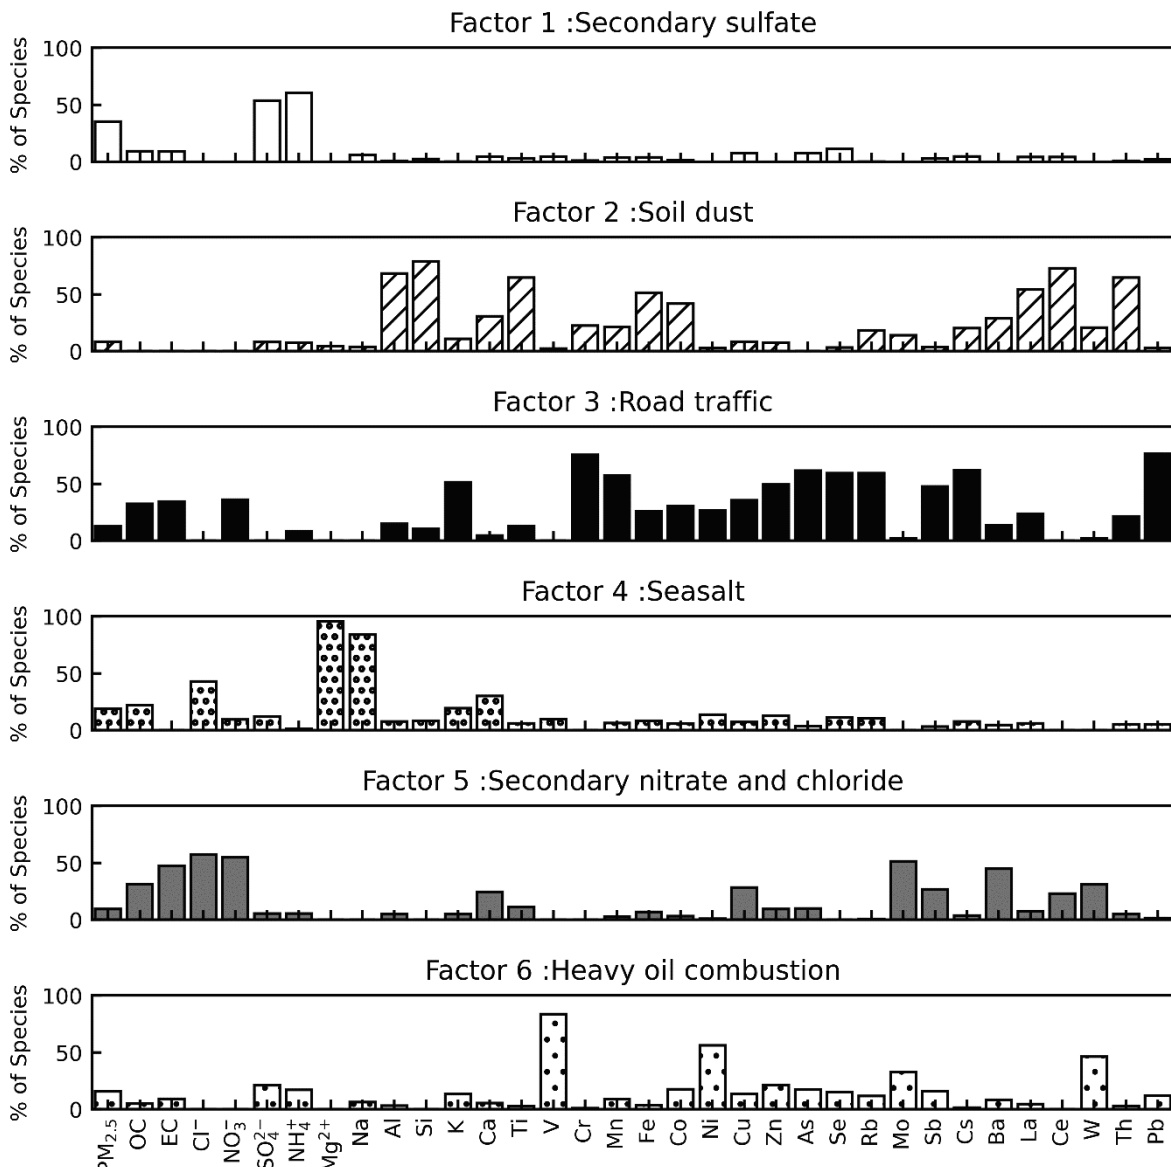 Factor 1 :Secondary sulfate
% of Species
100
50
0
Factor 2 :Soil dust
% of Species
100
50
0
Factor 3 :Road traffic
% of Species
100
50
0
Factor 4 :Seasalt
% of Species
100
50
0
Factor 5 :Secondary nitrate and chloride
% of Species
100
50
0
Factor 6 :Heavy oil combustion
% of Species
100
50
0
PM₂.₅
OC
EC
Cl⁻
NO₃⁻
SO₄²⁻
NH₄⁺
Mg²⁺
Na
Al
Si
K
Ca
Ti
V
Cr
Mn
Fe
Co
Ni
Cu
Zn
As
Se
Rb
Mo
Sb
Cs
Ba
La
Ce
W
Th
Pb